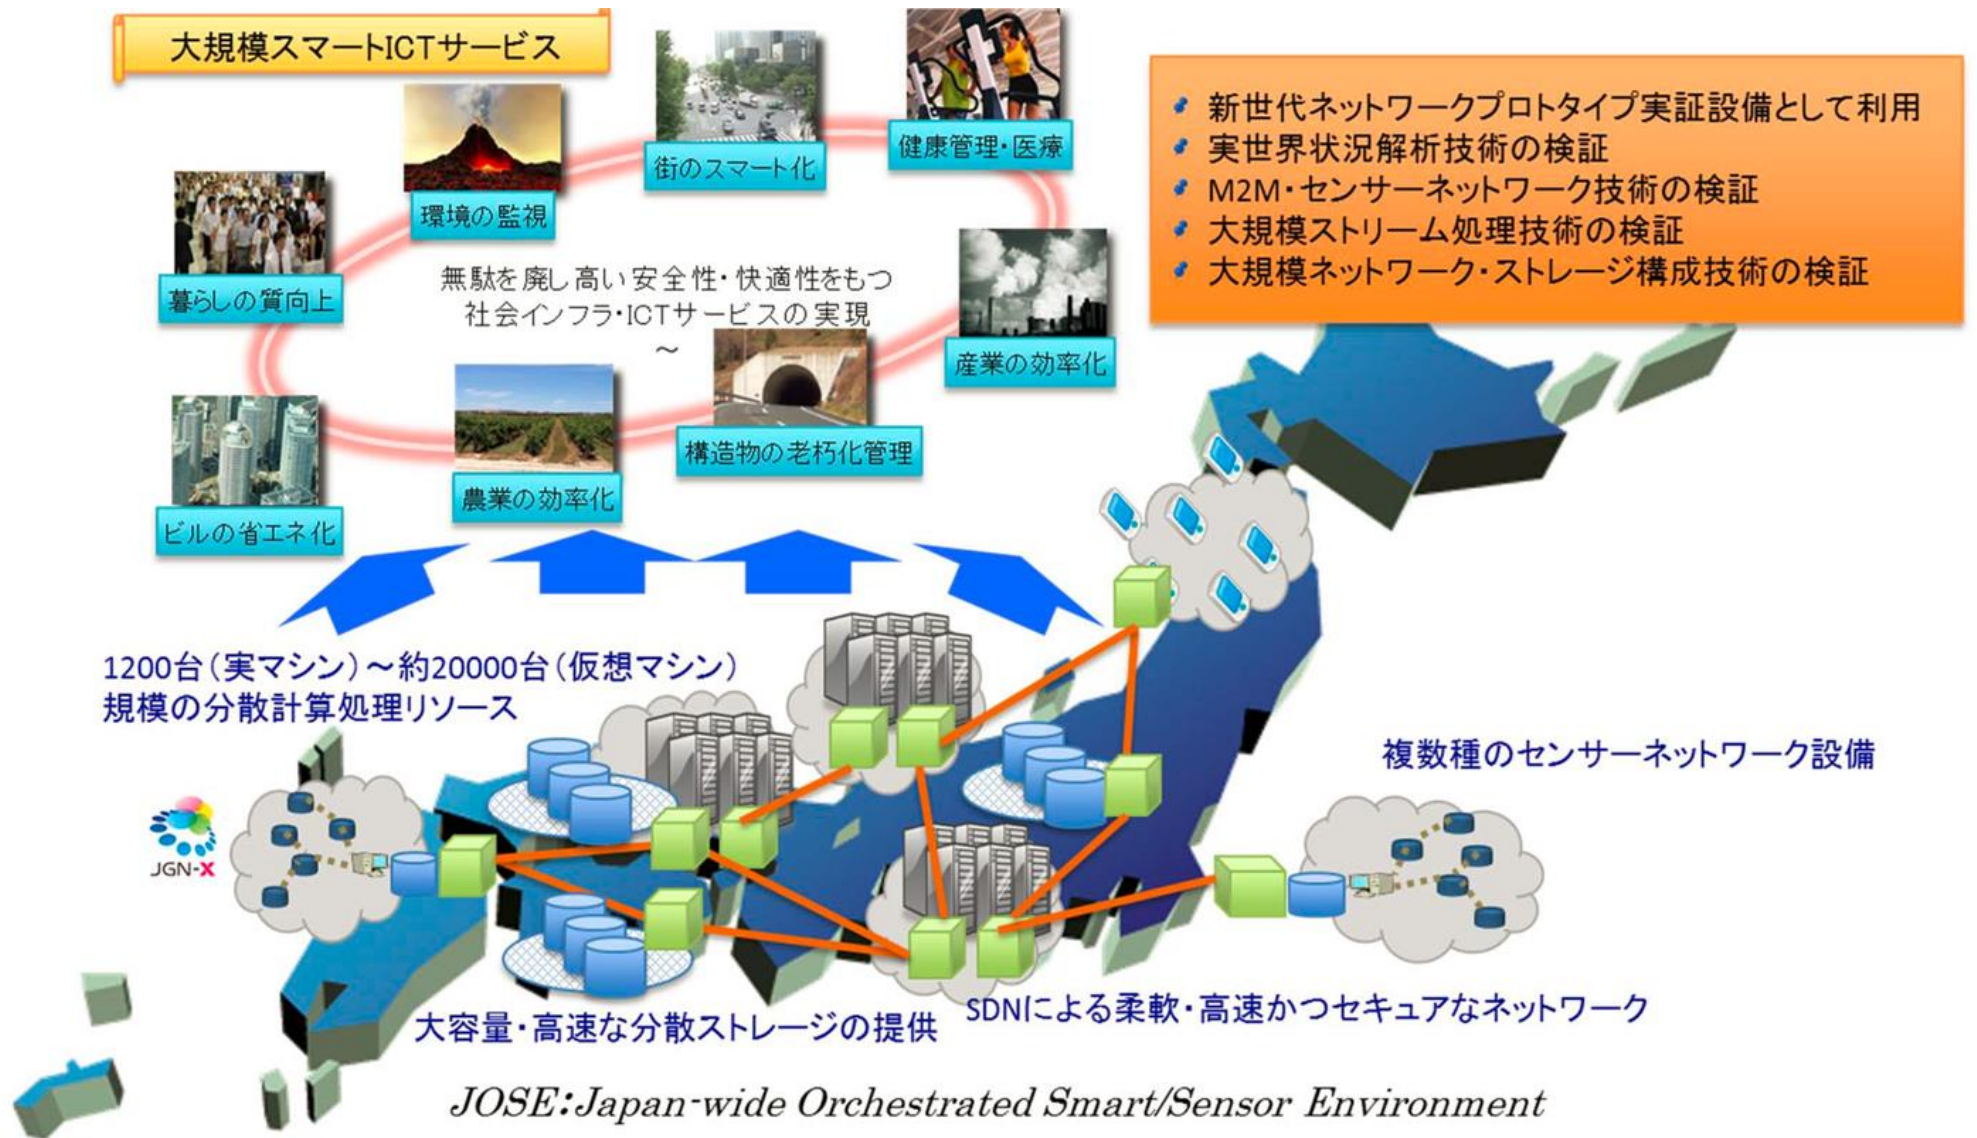 大規模スマートICTサービス
健康管理・医療
街のスマート化
環境の監視
暮らしの質向上
無駄を廃し高い安全性・快適性をもつ
社会インフラ・ICTサービスの実現
～
産業の効率化
構造物の老朽化管理
農業の効率化
ビルの省エネ化
新世代ネットワークプロトタイプ実証設備として利用
実世界状況解析技術の検証
M2M・センサーネットワーク技術の検証
大規模ストリーム処理技術の検証
大規模ネットワーク・ストレージ構成技術の検証
1200台（実マシン）～約20000台（仮想マシン）
規模の分散計算処理リソース
複数種のセンサーネットワーク設備
JGN-X
SDNによる柔軟・高速かつセキュアなネットワーク
大容量・高速な分散ストレージの提供
JOSE:Japan-wide Orchestrated Smart/Sensor Environment